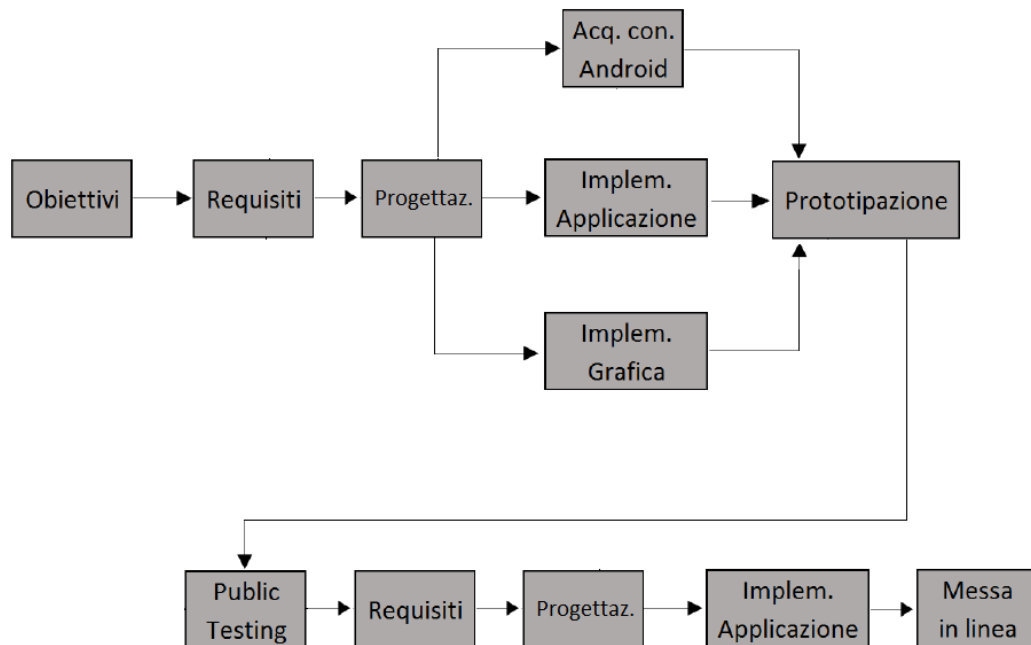 Acq. con.
Android
Obiettivi
Requisiti
Progettaz.
Implem.
Applicazione
Prototipazione
Implem.
Grafica
Public
Testing
Requisiti
Progettaz.
Implem.
Applicazione
Messa
in linea